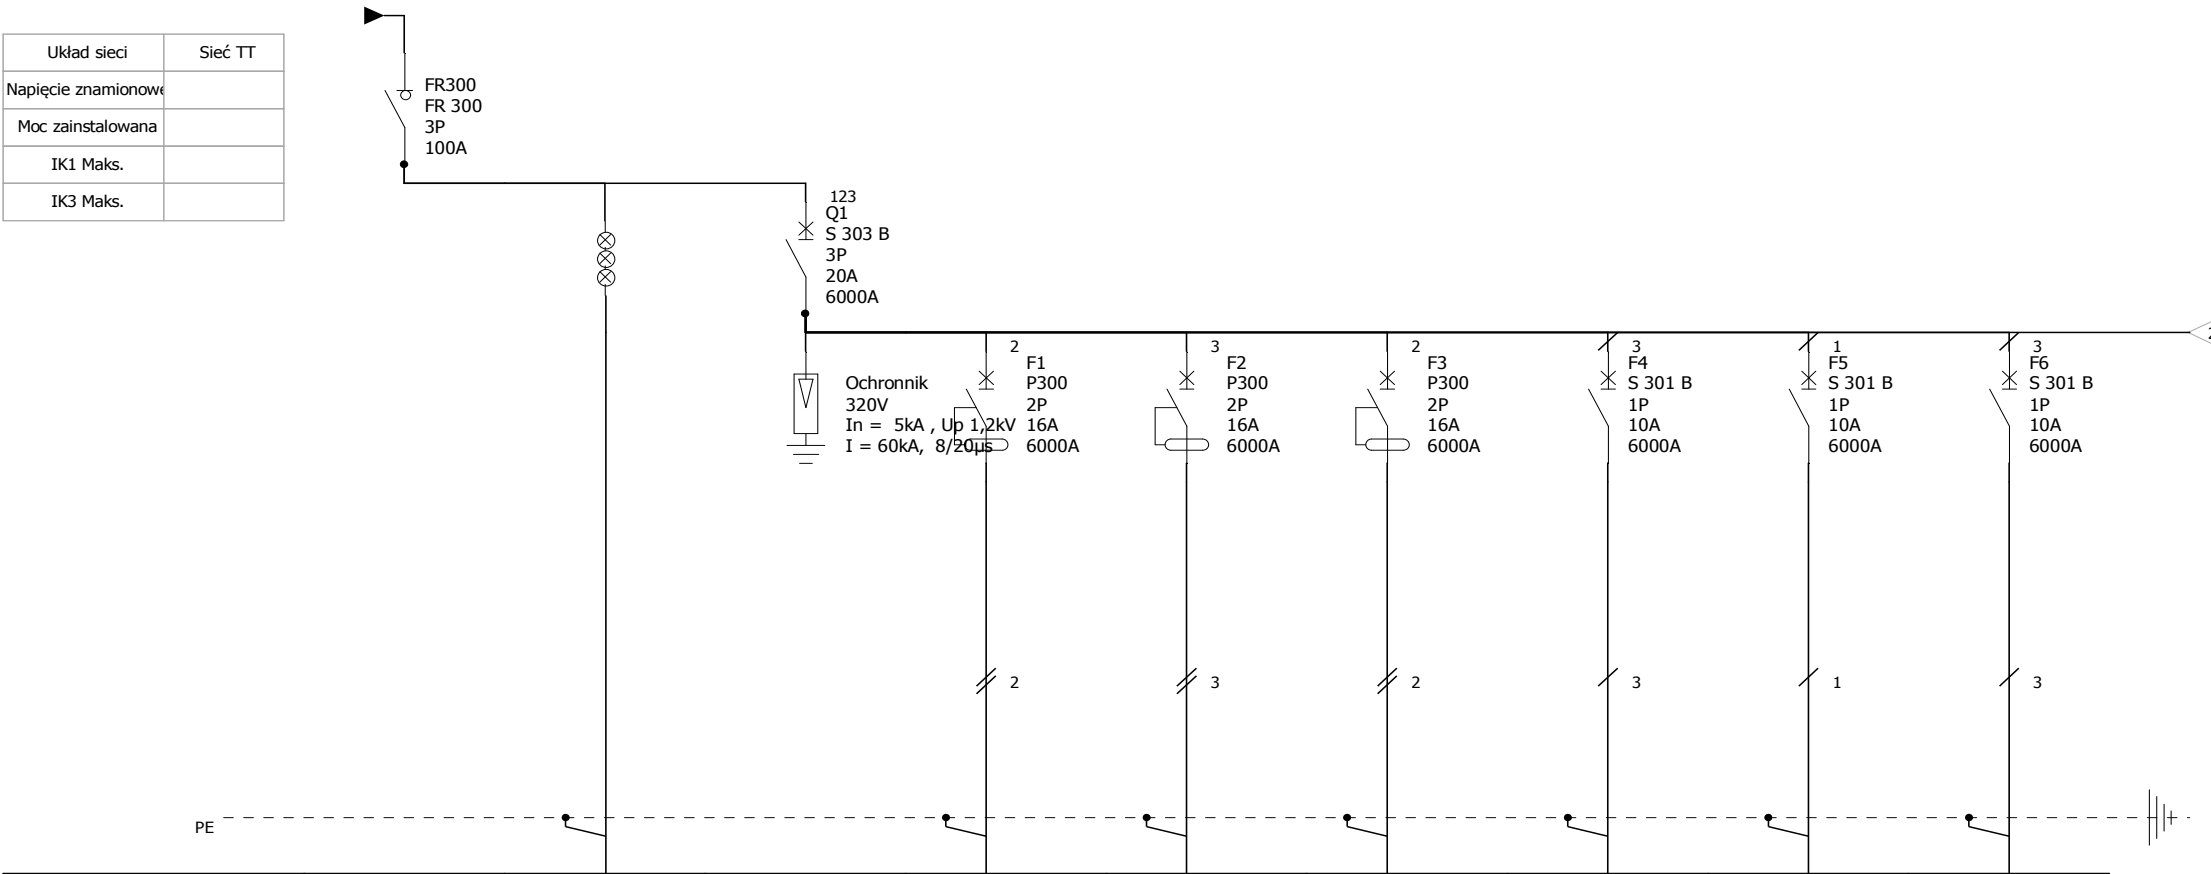 Układ sieci Sieć TT
Napięcie znamionowe
Moc zainstalowana
IK1 Maks.
IK3 Maks.
FR300
FR 300
3P
100A
123
Q1
S 303 B
3P
20A
6000A
Ochronnik
320V
In = 5kA , Up 1,2kV
I = 60kA, 8/20µs
2
F1
P300
2P
16A
6000A
3
F2
P300
2P
16A
6000A
2
F3
P300
2P
16A
6000A
3
F4
S 301 B
1P
10A
6000A
1
F5
S 301 B
1P
10A
6000A
3
F6
S 301 B
1P
10A
6000A
2
3
2
3
1
3
PE